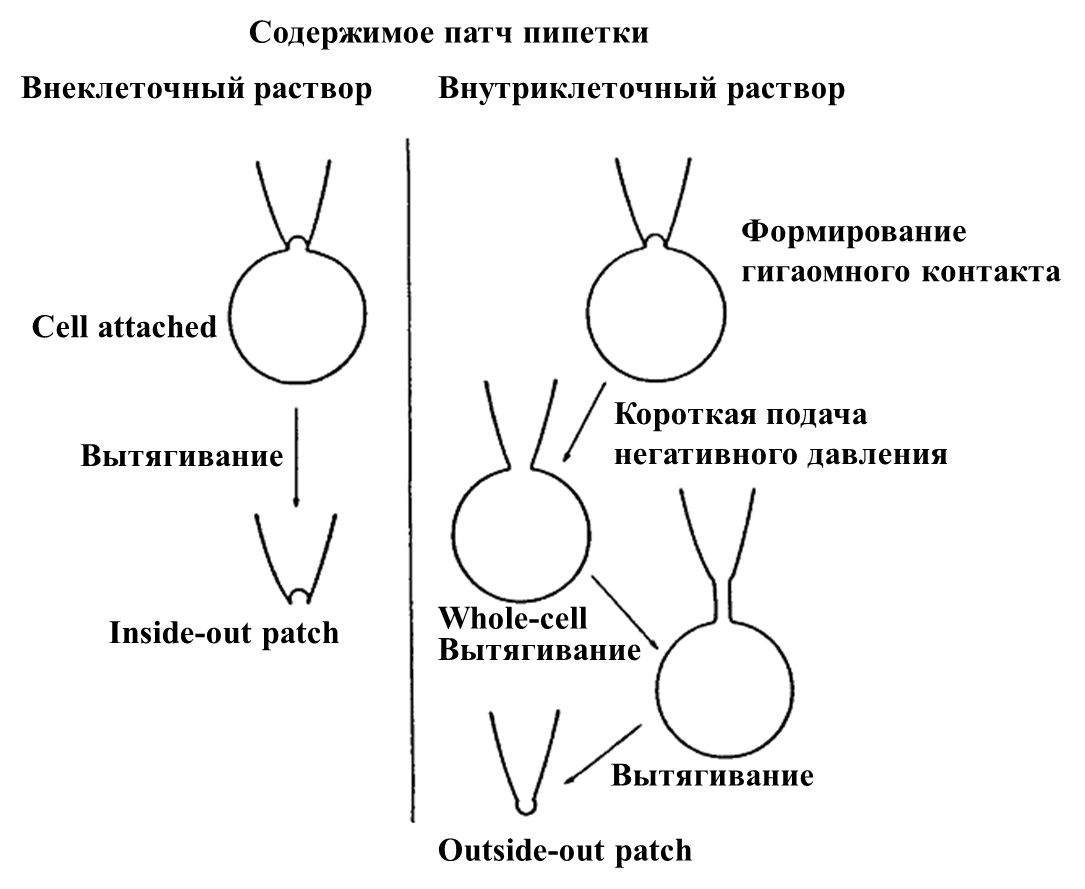 Содержимое патч пипетки
Внеклеточный раствор
Внутриклеточный раствор
Формирование
гигаомного контакта
Cell attached
Короткая подача
негативного давления
Вытягивание
Inside-out patch
Whole-cell
Вытягивание
Вытягивание
Outside-out patch